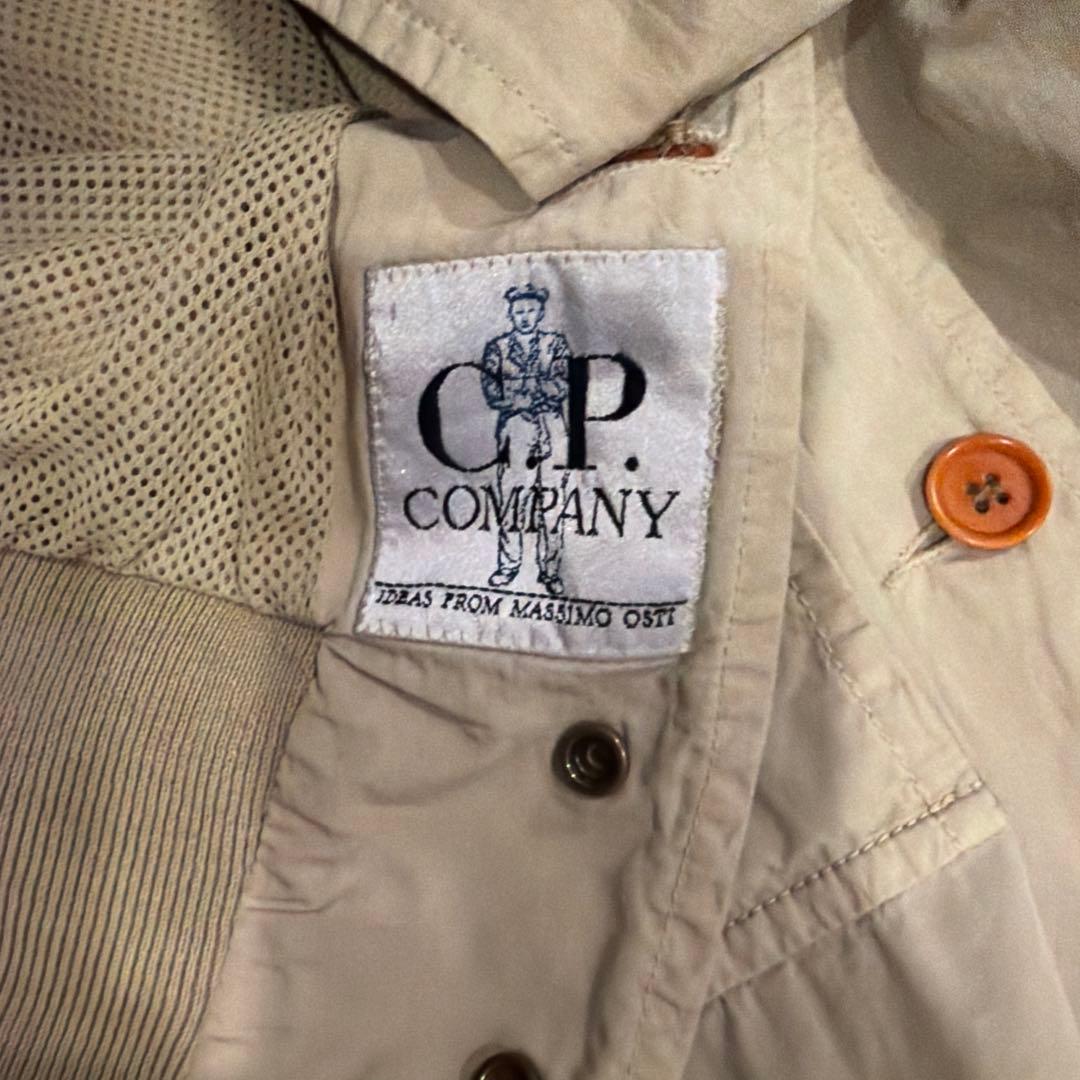 C.P.
COMPANY
IDEAS FROM MASSIMO OSTI